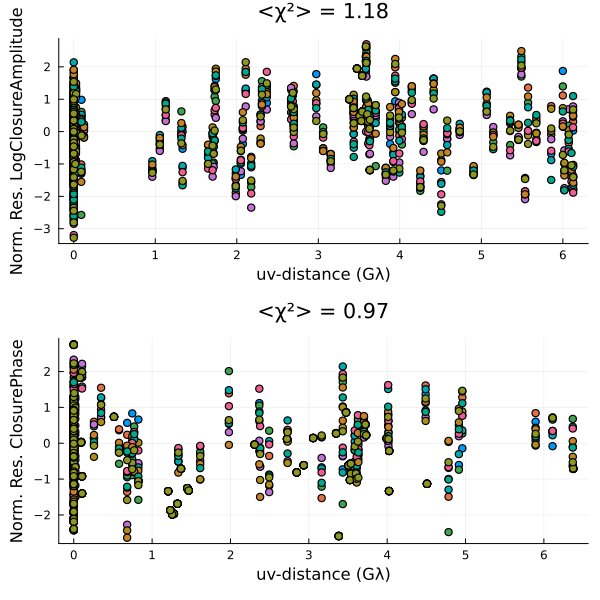 <χ²> = 1.18
Norm. Res. LogClosureAmplitude
2
1
0
−1
−2
−3
0 1 2 3 4 5 6
uv-distance (Gλ)
<χ²> = 0.97
Norm. Res. ClosurePhase
2
1
0
−1
−2
0 1 2 3 4 5 6
uv-distance (Gλ)